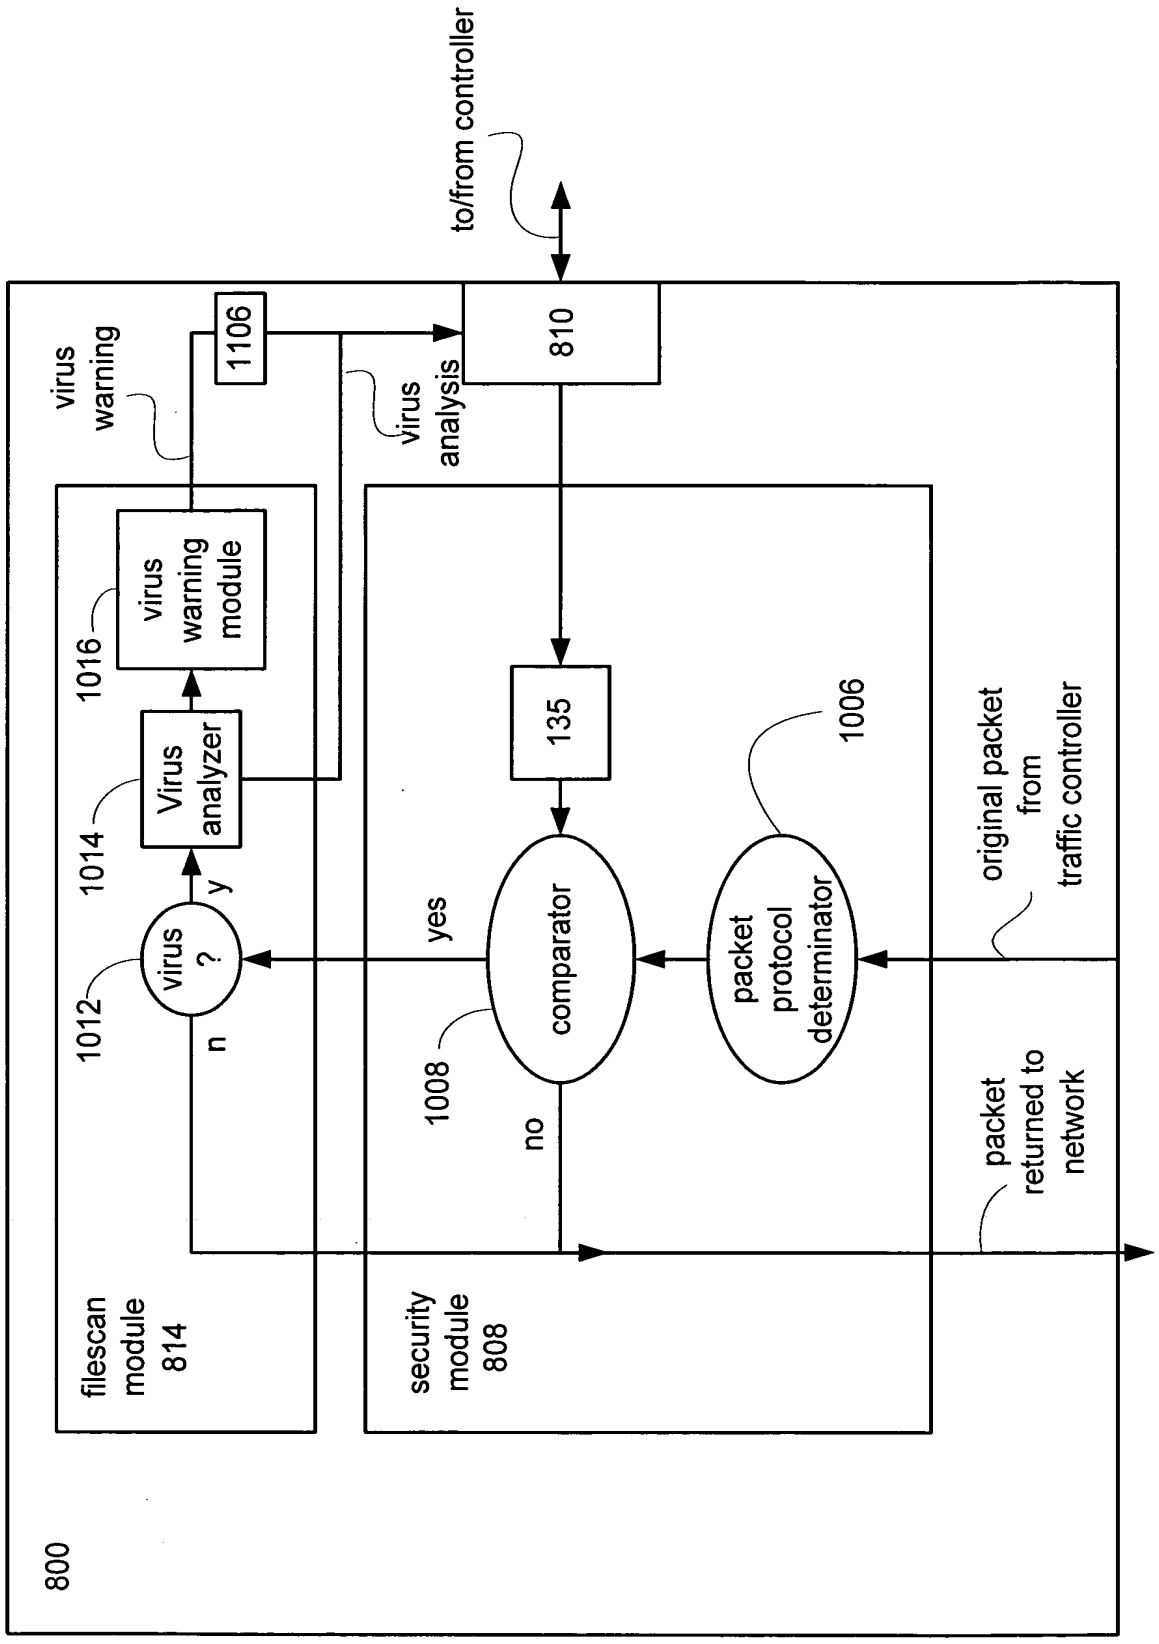 800
filescan
module
814
1012
virus
?
n
y
1014
Virus
analyzer
1016
virus
warning
module
virus
warning
1106
virus
analysis
security
module
808
no
1008
comparator
yes
135
810
to/from controller
packet
protocol
determinator
1006
packet
returned to
network
original packet
from
traffic controller